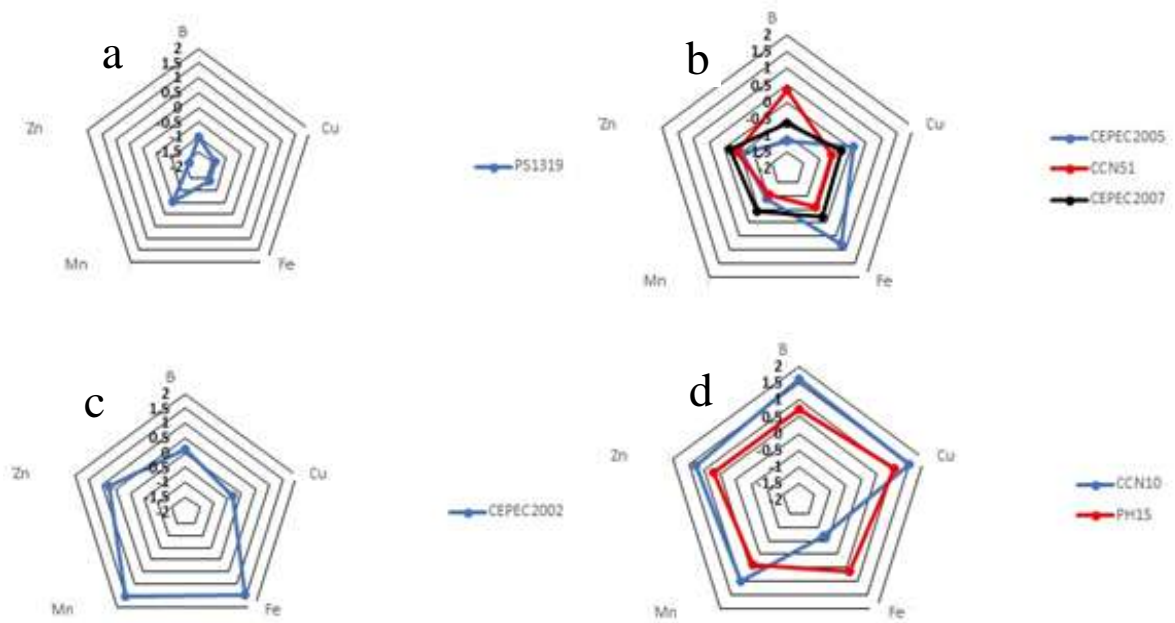 a
B
2
1,5
1
0,5
0
-0,5
-1
-1,5
-2
Zn
Cu
Mn
Fe
PS1319
b
B
2
1,5
1
0,5
0
-0,5
-1
-1,5
-2
Zn
Cu
Mn
Fe
CEPEC2005
CCN51
CEPEC2007
c
B
2
1,5
1
0,5
0
-0,5
-1
-1,5
-2
Zn
Cu
Mn
Fe
CEPEC2002
d
B
2
1,5
1
0,5
0
-0,5
-1
-1,5
-2
Zn
Cu
Mn
Fe
CCN10
PH15